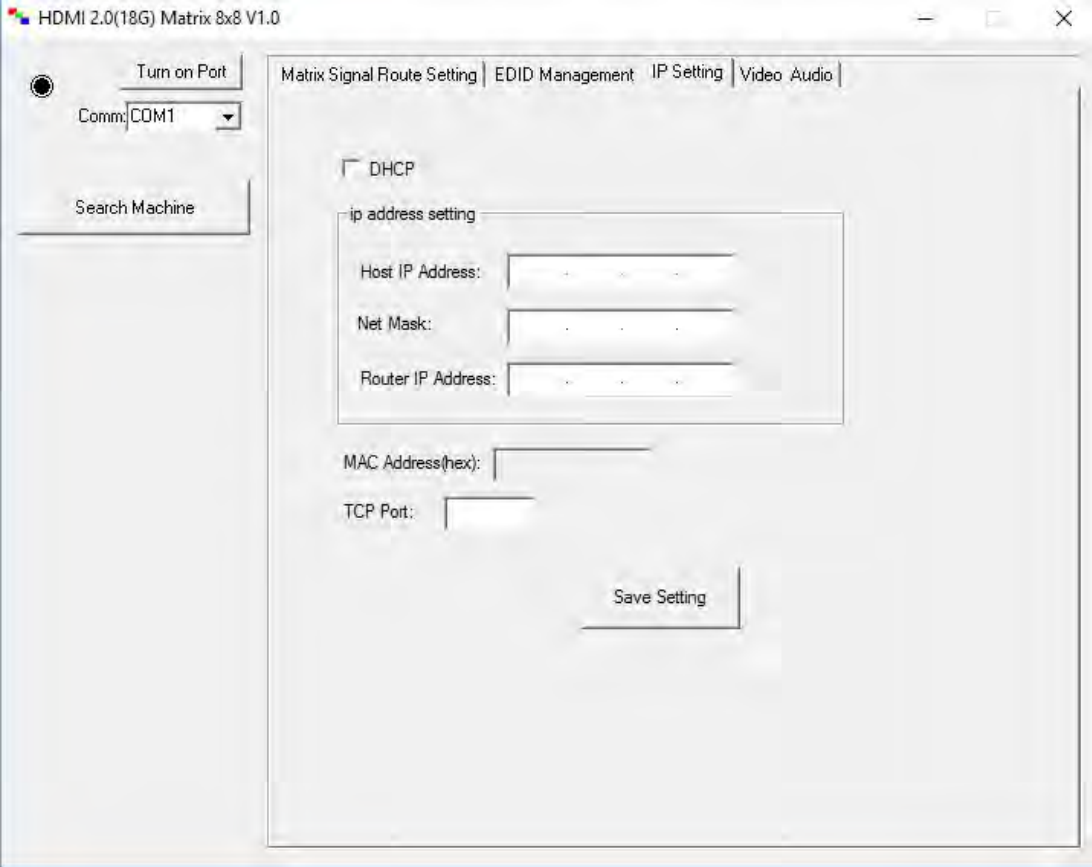 HDMI 2.0(18G) Matrix 8x8 V1.0
Turn on Port
Comm: COM1
Search Machine
Matrix Signal Route Setting EDID Management IP Setting Video Audio
DHCP
ip address setting
Host IP Address:
Net Mask:
Router IP Address:
MAC Address(hex):
TCP Port:
Save Setting